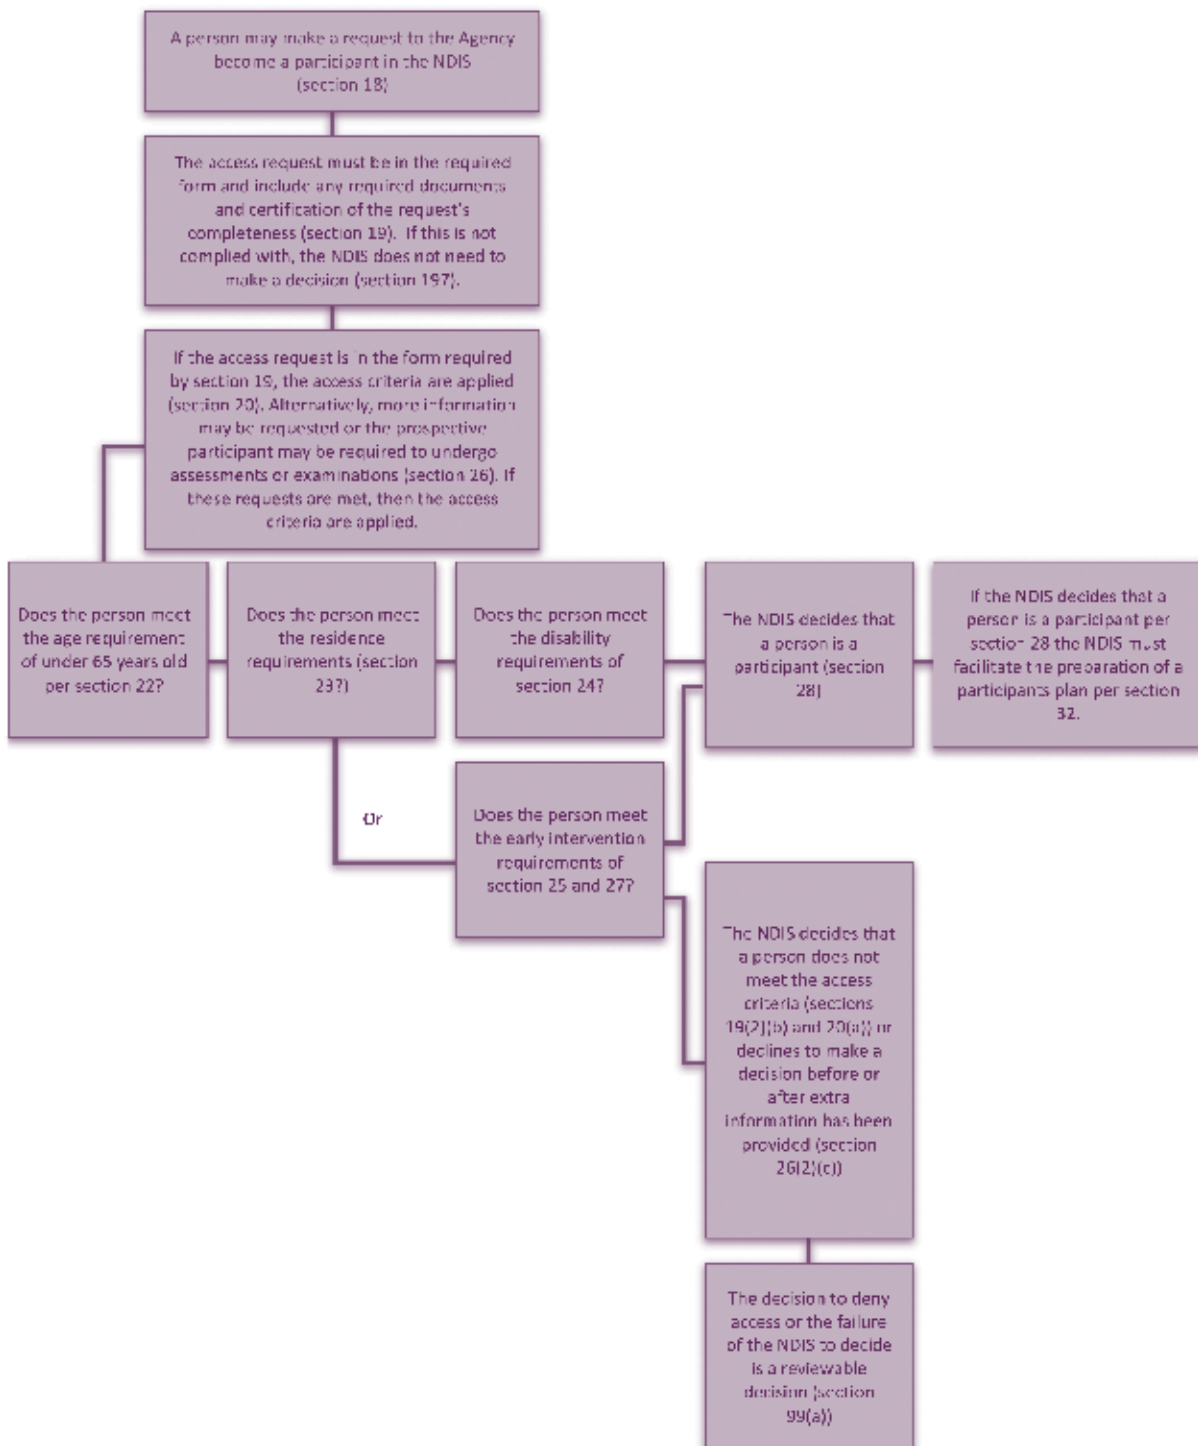 A person may make a request to the Agency
become a participant in the NDIS
(section 18)
The access request must be in the required
form and include any required documents
and certification of the request's
completeness (section 19). If this is not
complied with, the NDIS does not need to
make a decision (section 197).
If the access request is in the form required
by section 19, the access criteria are applied
(section 20). Alternatively, more information
may be requested or the prospective
participant may be required to undergo
assessments or examinations (section 26). If
these requests are met, then the access
criteria are applied.
Does the person meet
the age requirement
of under 65 years old
per section 22?
Does the person meet
the residence
requirements (section
23?)
Does the person meet
the disability
requirements of
section 24?
The NDIS decides that
a person is a
participant (section
28)
If the NDIS decides that a
person is a participant per
section 28 the NDIS must
facilitate the preparation of a
participants plan per section
32.
Or
Does the person meet
the early intervention
requirements of
section 25 and 27?
The NDIS decides that
a person does not
meet the access
criteria (sections
19(2)(b) and 20(a)) or
declines to make a
decision before or
after extra
information has been
provided (section
26(2)(c))
The decision to deny
access or the failure
of the NDIS to decide
is a reviewable
decision (section
99(a))